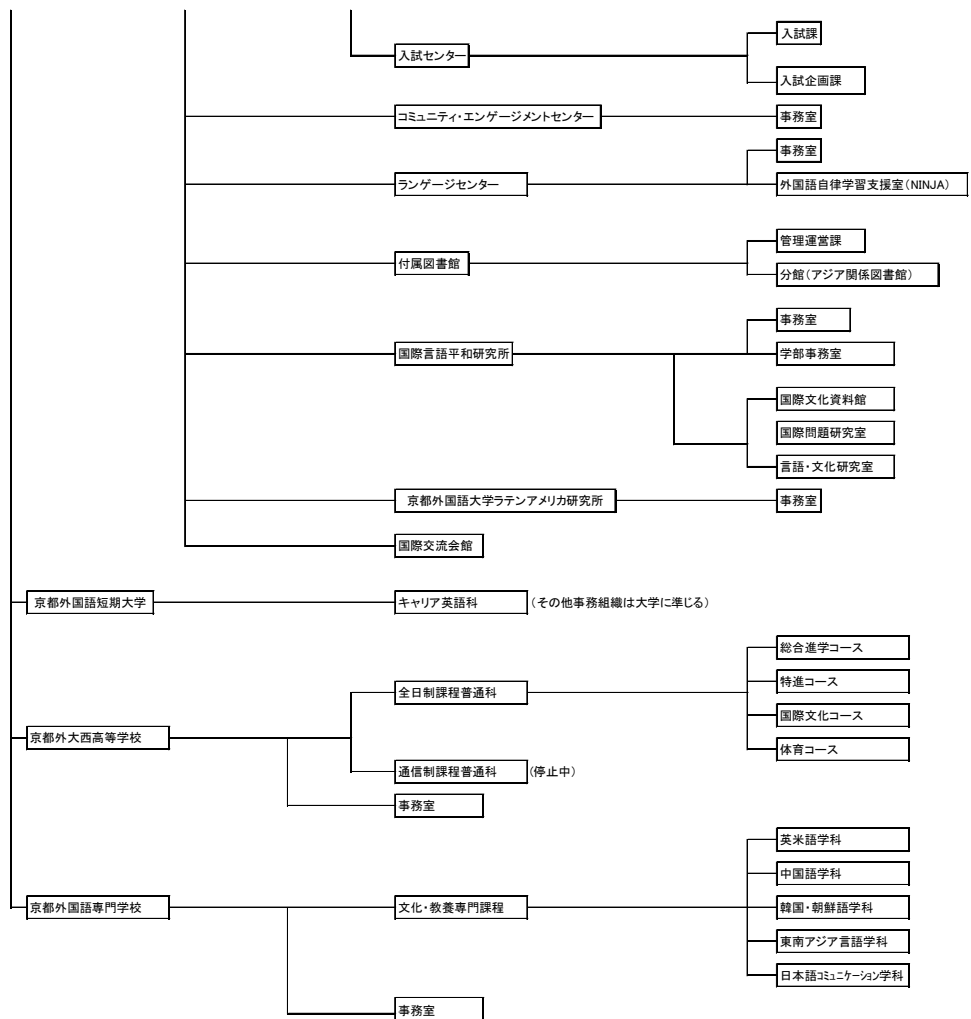 入試課
入試センター
入試企画課
コミュニティ・エンゲージメントセンター 事務室
事務室
ランゲージセンター 外国語自律学習支援室(NINJA)
管理運営課
付属図書館
分館(アジア関係図書館)
事務室
国際言語平和研究所 学部事務室
国際文化資料館
国際問題研究室
言語・文化研究室
京都外国語大学ラテンアメリカ研究所 事務室
国際交流会館
京都外国語短期大学 キャリア英語科 (その他事務組織は大学に準じる)
総合進学コース
全日制課程普通科 特進コース
国際文化コース
京都外大西高等学校 体育コース
通信制課程普通科 (停止中)
事務室
英米語学科
中国語学科
京都外国語専門学校 文化・教養専門課程 韓国・朝鮮語学科
東南アジア言語学科
日本語コミュニケーション学科
事務室